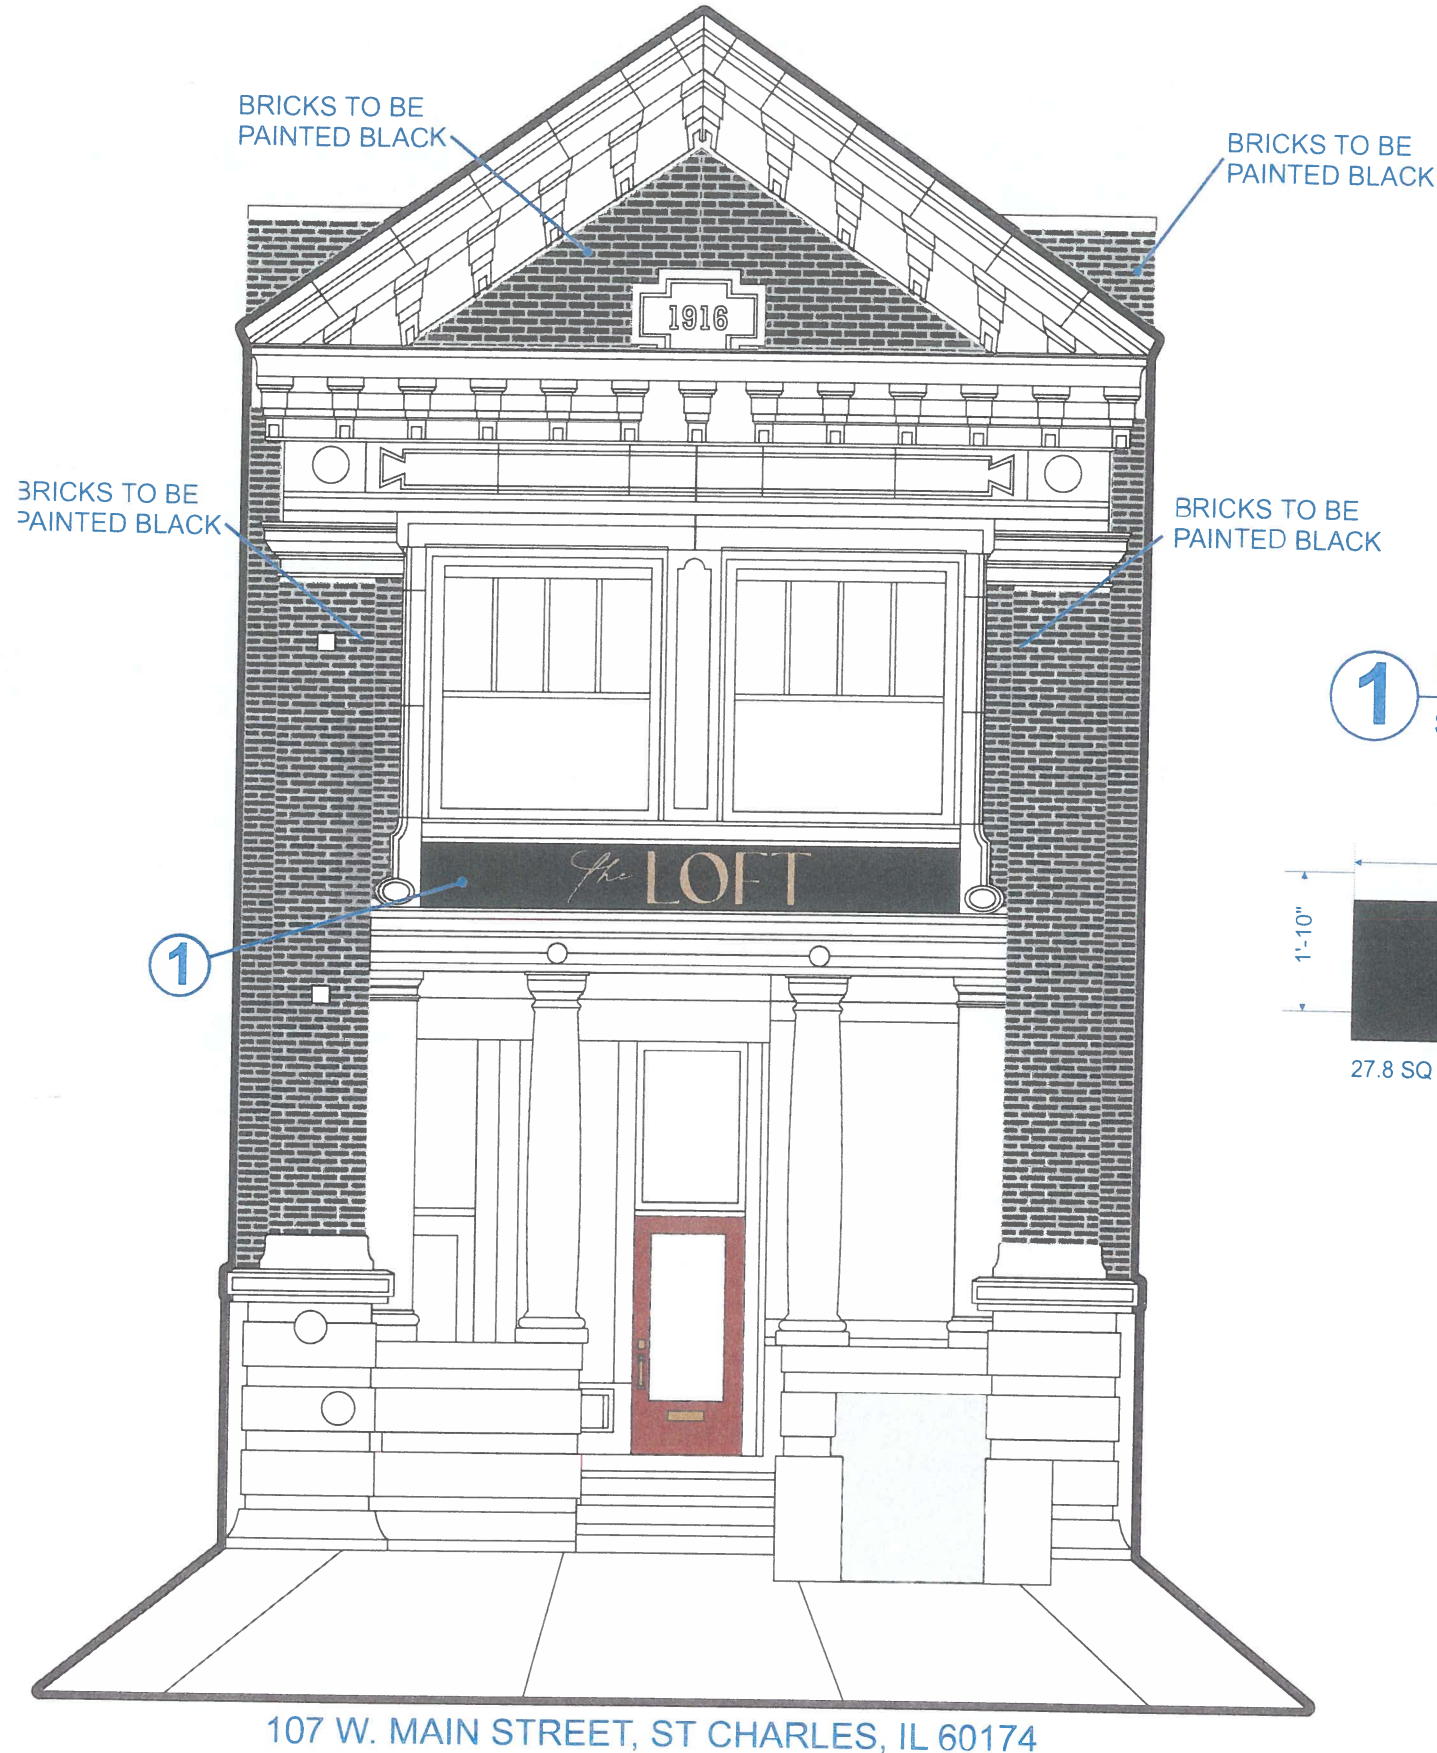 BRICKS TO BE
PAINTED BLACK
BRICKS TO BE
PAINTED BLACK
1916
BRICKS TO BE
PAINTED BLACK
BRICKS TO BE
PAINTED BLACK
1
the LOFT
1
1'-10"
27.8 SQ
107 W. MAIN STREET, ST CHARLES, IL 60174